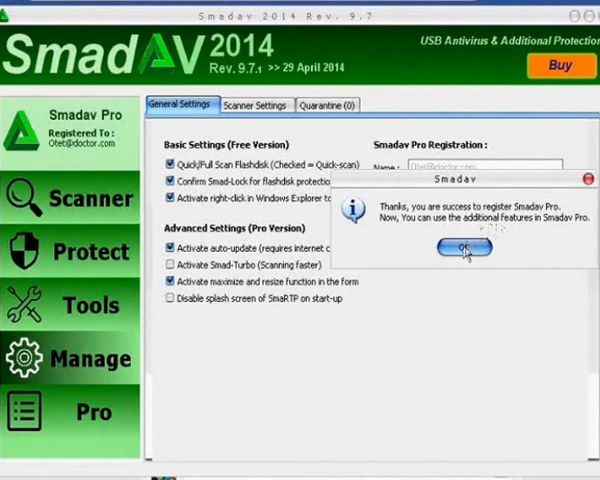 Smadav 2014 Rev. 9.7
SmadAV 2014
Rev. 9.7.1 >> 29 April 2014
USB Antivirus & Additional Protection
Buy
Smadav Pro
Registered To :
Otet@doctor.com
Scanner
Protect
Tools
Manage
Pro
General Settings
Scanner Settings
Quarantine (0)
Basic Settings (Free Version)
Quick/Full Scan Flashdisk (Checked = Quick-scan)
Confirm Smad-Lock for flashdisk protectio
Activate right-click in Windows Explorer to
Advanced Settings (Pro Version)
Activate auto-update (requires internet c
Activate Smad-Turbo (Scanning faster)
Activate maximize and resize function in the form
Disable splash screen of SmaRTP on start-up
Smadav Pro Registration :
Name : Otet@doctor.com
Smadav
Thanks, you are success to register Smadav Pro.
Now, You can use the additional features in Smadav Pro.
OK